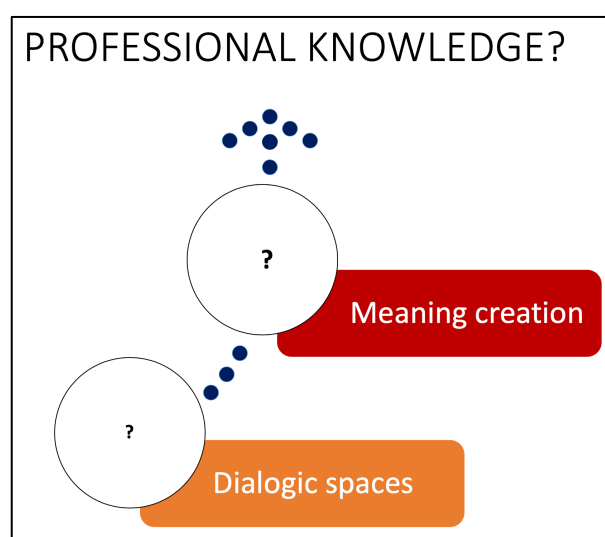 PROFESSIONAL KNOWLEDGE?
?
Meaning creation
?
Dialogic spaces